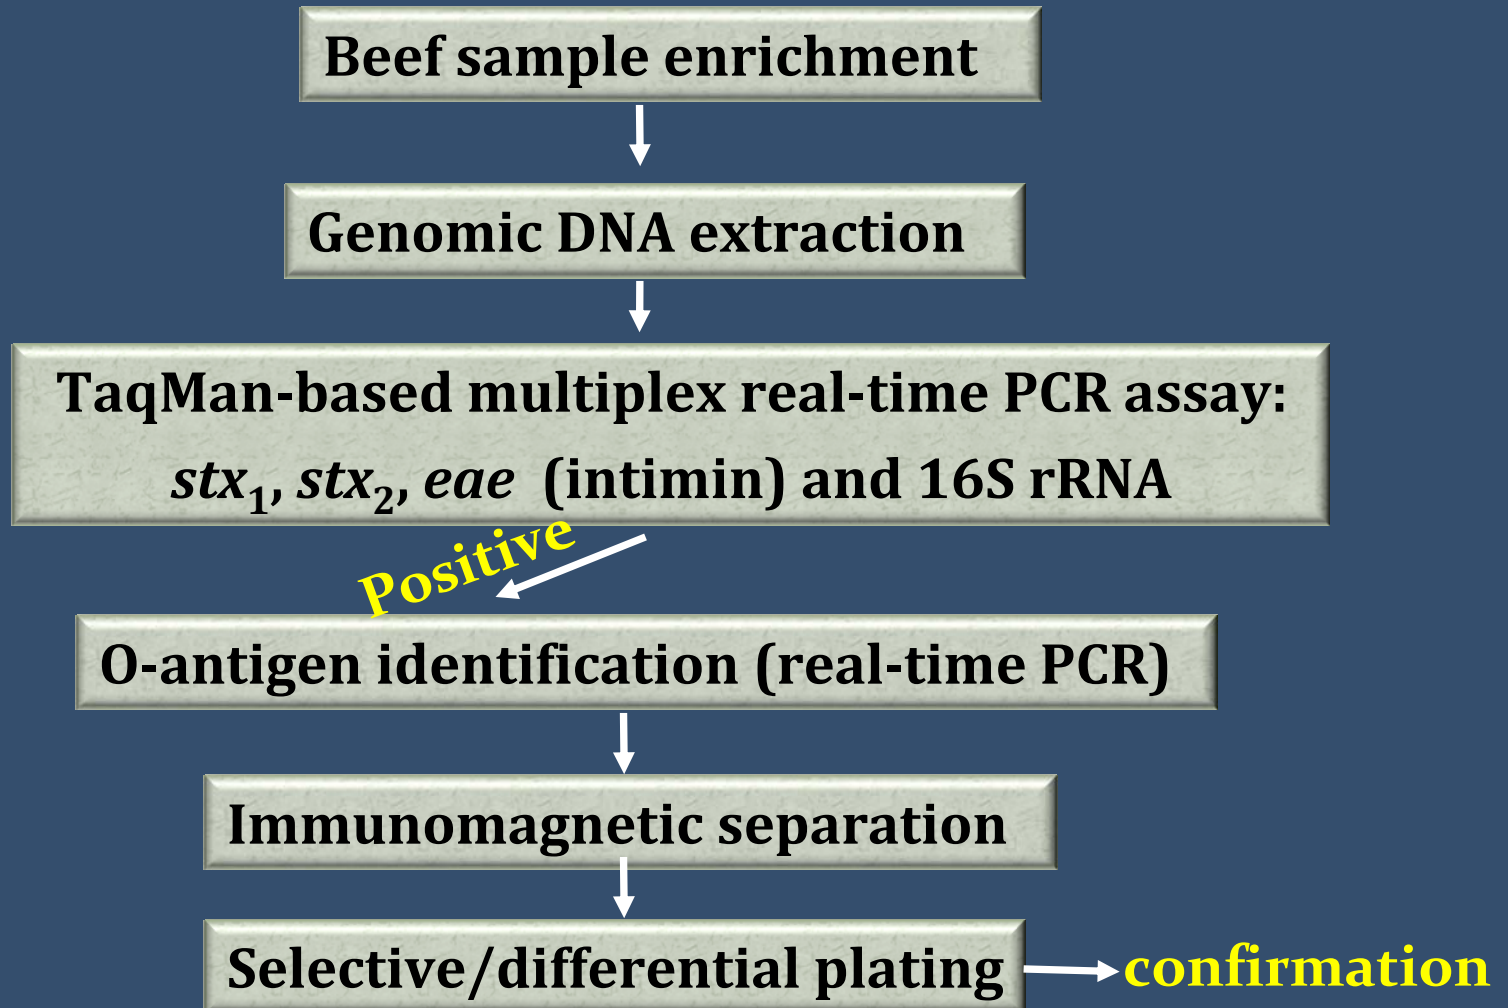 Beef sample enrichment
Genomic DNA extraction
TaqMan-based multiplex real-time PCR assay:
stx₁, stx₂, eae (intimin) and 16S rRNA
Positive
O-antigen identification (real-time PCR)
Immunomagnetic separation
Selective/differential plating
confirmation